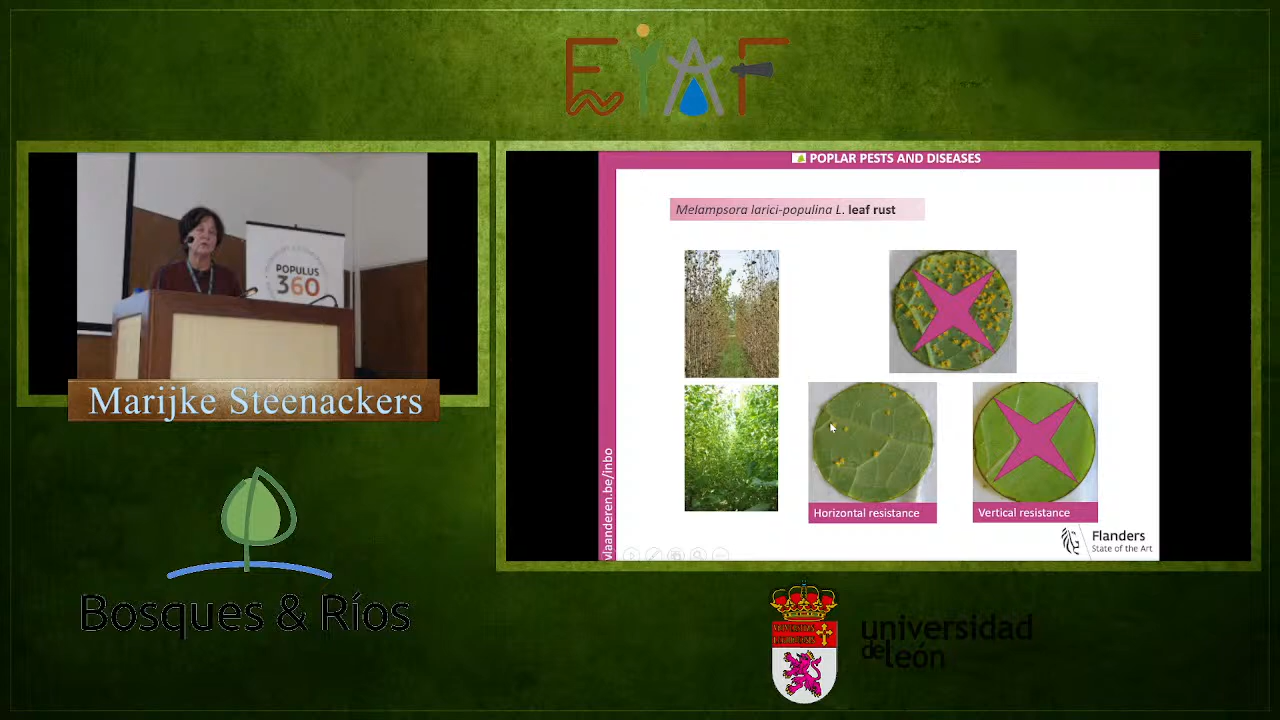 POPLAR PESTS AND DISEASES
Melampsora larici-populina L. leaf rust
POPULUS
360
Marijke Steenackers
vlaanderen.be/inbo
Horizontal resistance
Vertical resistance
Flanders
State of the Art
Bosques & Ríos
universidad
de león